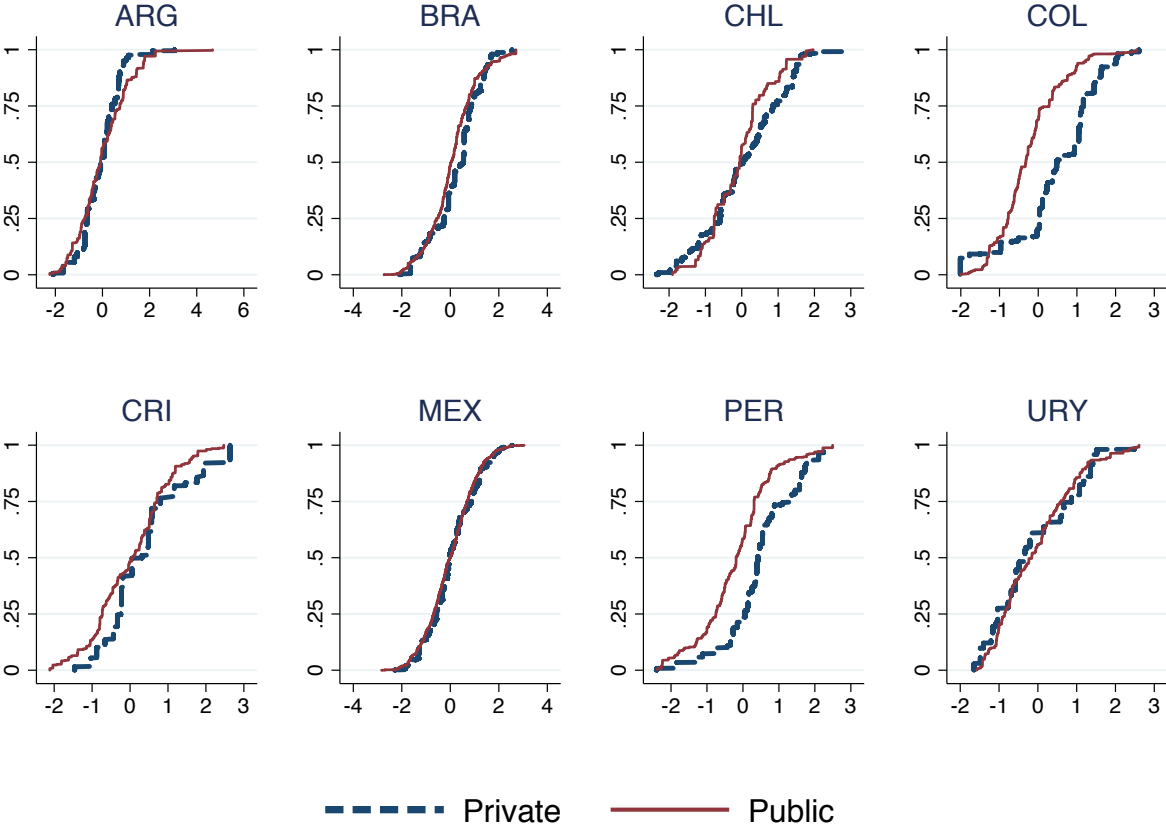 ARG BRA CHL COL
1 1 1 1
.75 .75 .75 .75
.5 .5 .5 .5
.25 .25 .25 .25
0 0 0 0
-2 0 2 4 6 -4 -2 0 2 4 -2 -1 0 1 2 3 -2 -1 0 1 2 3
CRI MEX PER URY
1 1 1 1
.75 .75 .75 .75
.5 .5 .5 .5
.25 .25 .25 .25
0 0 0 0
-2 -1 0 1 2 3 -4 -2 0 2 4 -2 -1 0 1 2 3 -2 -1 0 1 2 3
Private Public